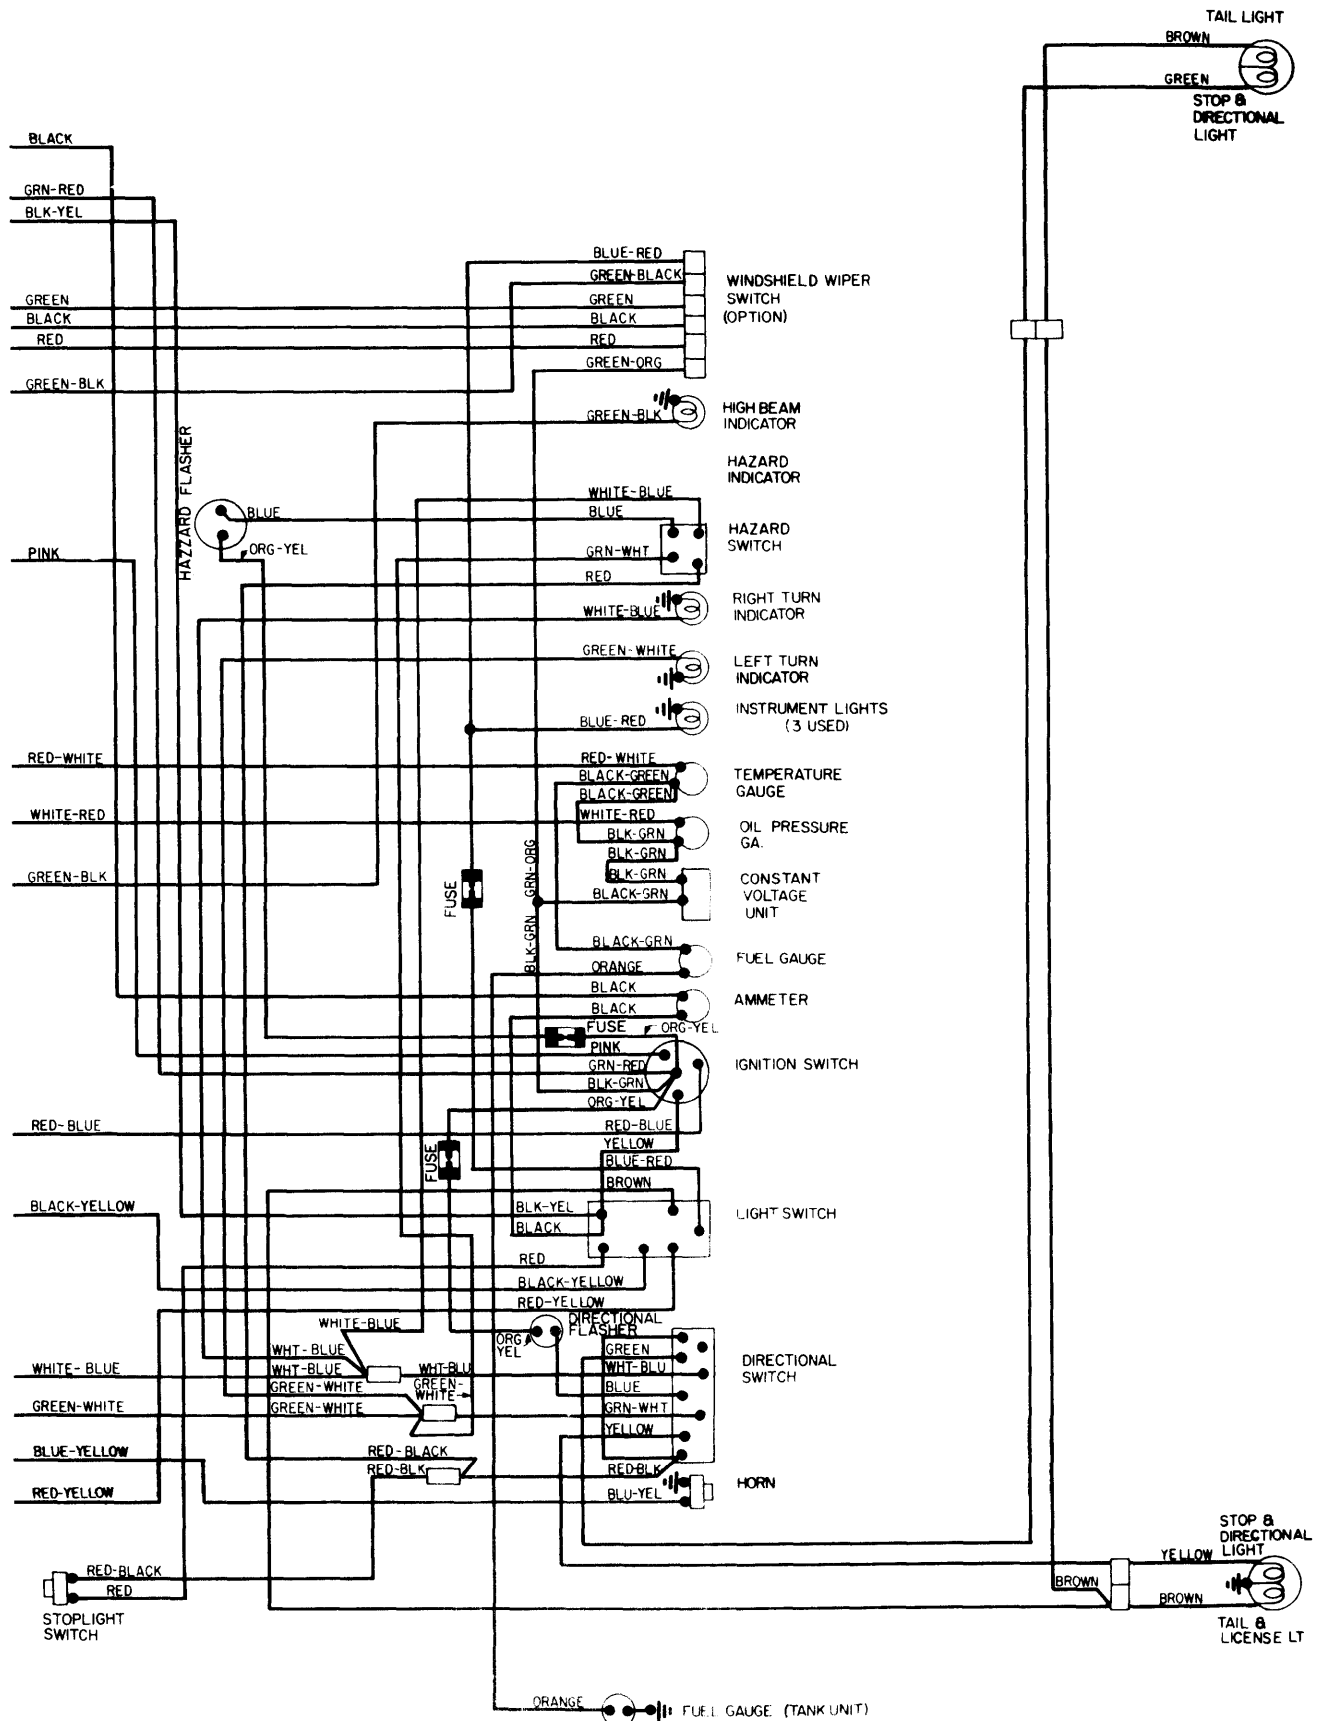 TAIL LIGHT
BROWN
GREEN
STOP &
DIRECTIONAL
LIGHT
BLACK
GRN-RED
BLK-YEL
BLUE-RED
GREEN-BLACK
WINDSHIELD WIPER
SWITCH
(OPTION)
GREEN
GREEN
BLACK
BLACK
RED
RED
GREEN-ORG
GREEN-BLK
HIGH BEAM
INDICATOR
GREEN-BLK
HAZZARD FLASHER
HAZARD
INDICATOR
WHITE-BLUE
BLUE
BLUE
HAZARD
SWITCH
PINK
ORG-YEL
GRN-WHT
RED
RIGHT TURN
INDICATOR
WHITE-BLUE
GREEN-WHITE
LEFT TURN
INDICATOR
INSTRUMENT LIGHTS
(3 USED)
BLUE-RED
RED-WHITE
RED-WHITE
BLACK-GREEN
TEMPERATURE
GAUGE
BLACK-GREEN
WHITE-RED
WHITE-RED
OIL PRESSURE
GA.
BLK-GRN
BLK-GRN
GREEN-BLK
FUSE
BLK-GRN GRN-ORG
BLK-GRN
CONSTANT
VOLTAGE
UNIT
BLACK-GRN
BLACK-GRN
FUEL GAUGE
ORANGE
BLACK
AMMETER
BLACK
FUSE
ORG-YEL
PINK
GRN-RED
IGNITION SWITCH
BLK-GRN
ORG-YEL
RED-BLUE
RED-BLUE
FUSE
YELLOW
BLUE-RED
BROWN
BLACK-YELLOW
BLK-YEL
LIGHT SWITCH
BLACK
RED
BLACK-YELLOW
RED-YELLOW
WHITE-BLUE
DIRECTIONAL
FLASHER
ORG
YEL
GREEN
WHT-BLUE
WHITE-BLUE
WHT-BLUE
WHT-BLU
WHT-BLU
DIRECTIONAL
SWITCH
GREEN-WHITE
GREEN-
WHITE
BLUE
GREEN-WHITE
GREEN-WHITE
GRN-WHT
YELLOW
BLUE-YELLOW
RED-BLACK
RED-BLK
RED-BLK
HORN
RED-YELLOW
BLU-YEL
STOP &
DIRECTIONAL
LIGHT
YELLOW
RED-BLACK
RED
STOPLIGHT
SWITCH
BROWN
BROWN
TAIL &
LICENSE LT
ORANGE
FUEL GAUGE (TANK UNIT)